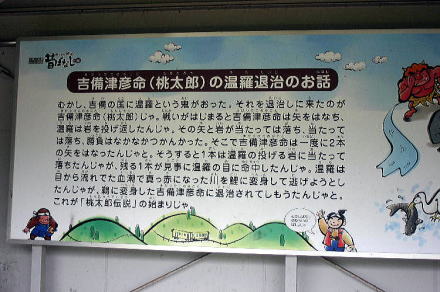 昔ばなし
吉備津彦命（桃太郎）の温羅退治のお話
むかし、吉備の国に温羅という鬼がおった。それを退治しに来たのが
吉備津彦命（桃太郎）じゃ。戦いがはじまると吉備津彦命は矢をはなち、
温羅は岩を投げ返したんじゃ。その矢と岩が当たっては落ち、当たって
は落ち、勝負はなかなかつかんかった。そこで吉備津彦命は一度に2本
の矢をはなったんじゃと。そうすると1本は温羅の投げる岩に当たって
落ちたんじゃが、残る1本が見事に温羅の目に命中したんじゃ。温羅は
目から流れでた血潮で真っ赤になった川を鯉に変身して逃げようとし
たんじゃが、鵜に変身した吉備津彦命に退治されてしもうたんじゃと。
これが「桃太郎伝説」の始まりじゃ。